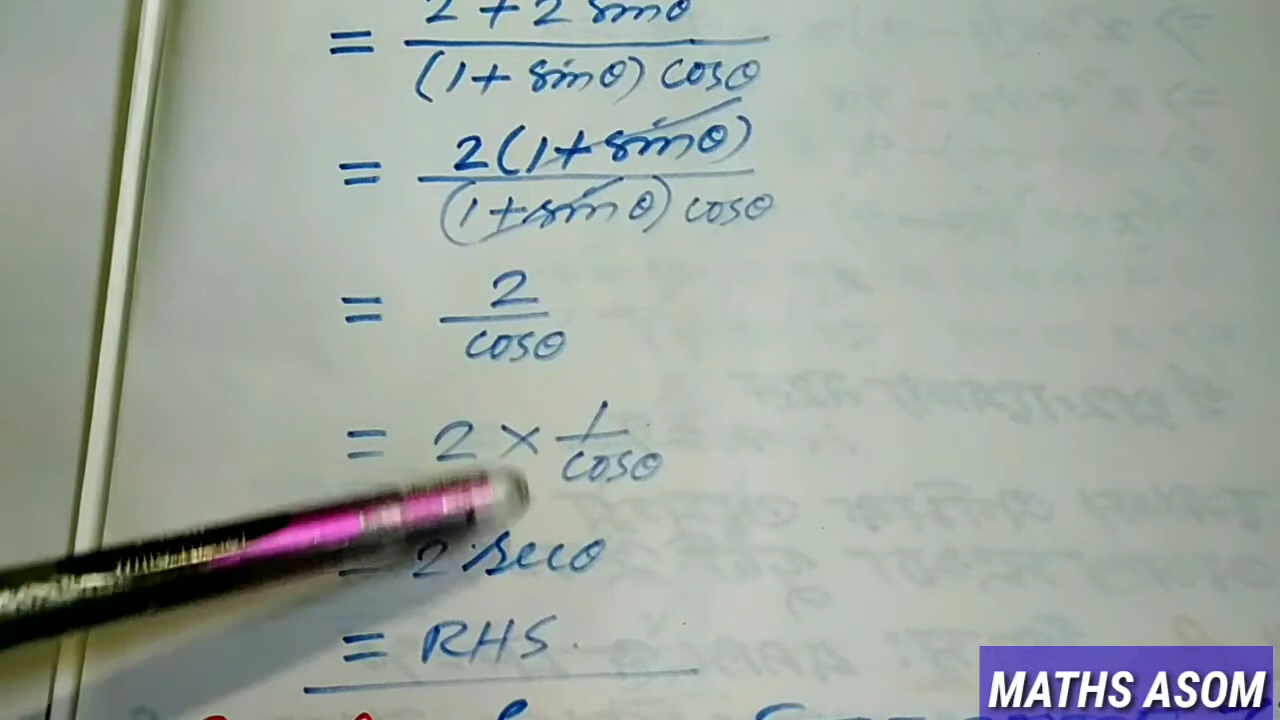 = 2 + 2 sinθ / (1 + sinθ) cosθ
= 2 (1 + sinθ) / (1 + sinθ) cosθ
= 2 / cosθ
= 2 × 1 / cosθ
= 2 · secθ
= RHS.
MATHS ASOM